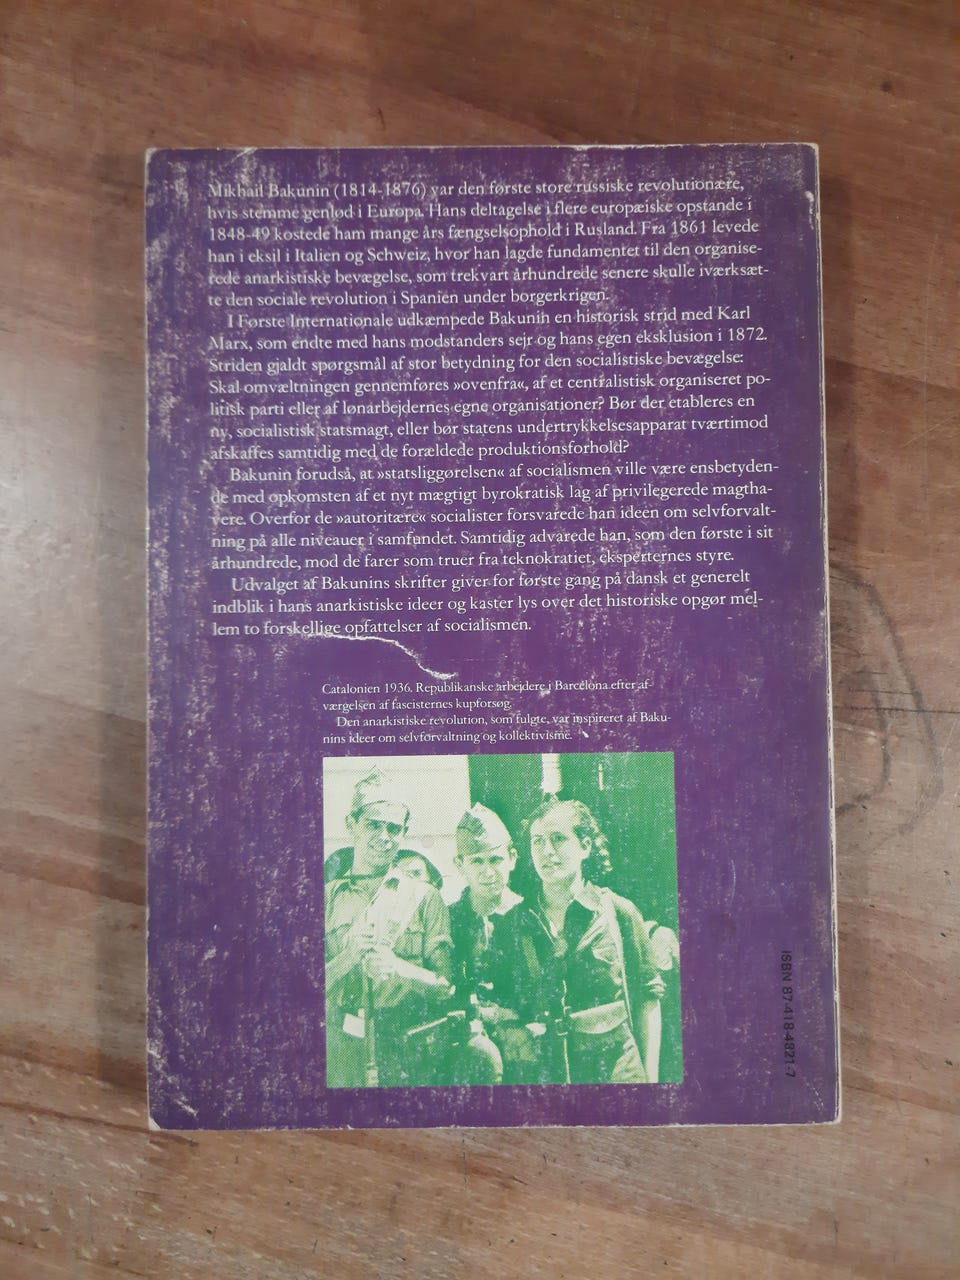 Mikhail Bakunin (1814-1876) var den første store russiske revolutionære,
hvis stemme genlød i Europa. Hans deltagelse i flere europæiske opstande i
1848-49 kostede ham mange års fængselsophold i Rusland. Fra 1861 levede
han i eksil i Italien og Schweiz, hvor han lagde fundamentet til den organise-
rede anarkistiske bevægelse, som trekvart århundrede senere skulle iværksæt-
te den sociale revolution i Spanien under borgerkrigen.
I Første Internationale udkæmpede Bakunin en historisk strid med Karl
Marx, som endte med hans modstanders sejr og hans egen eksklusion i 1872.
Striden gjaldt spørgsmål af stor betydning for den socialistiske bevægelse:
Skal omvæltningen gennemføres »ovenfra«, af et centralistisk organiseret po-
litisk parti eller af lønarbejdernes egne organisationer? Bør der etableres en
ny, socialistisk statsmagt, eller bør statens undertrykkelsesapparat tværtimod
afskaffes samtidig med de forældede produktionsforhold?
Bakunin forudså, at »statsliggørelsen« af socialismen ville være ensbetyden-
de med opkomsten af et nyt mægtigt byrokratisk lag af privilegerede magtha-
vere. Overfor de »autoritære« socialister forsvarede han ideen om selvforvalt-
ning på alle niveauer i samfundet. Samtidig advarede han, som den første i sit
århundrede, mod de farer som truer fra teknokratiet, eksperternes styre.
Udvalget af Bakunins skrifter giver for første gang på dansk et generelt
indblik i hans anarkistiske ideer og kaster lys over det historiske opgør mel-
lem to forskellige opfattelser af socialismen.
Catalonien 1936. Republikanske arbejdere i Barcelona efter af-
værgelsen af fascisternes kupforsøg.
Den anarkistiske revolution, som fulgte, var inspireret af Baku-
nins ideer om selvforvaltning og kollektivisme.
ISBN 87-418-4821-7